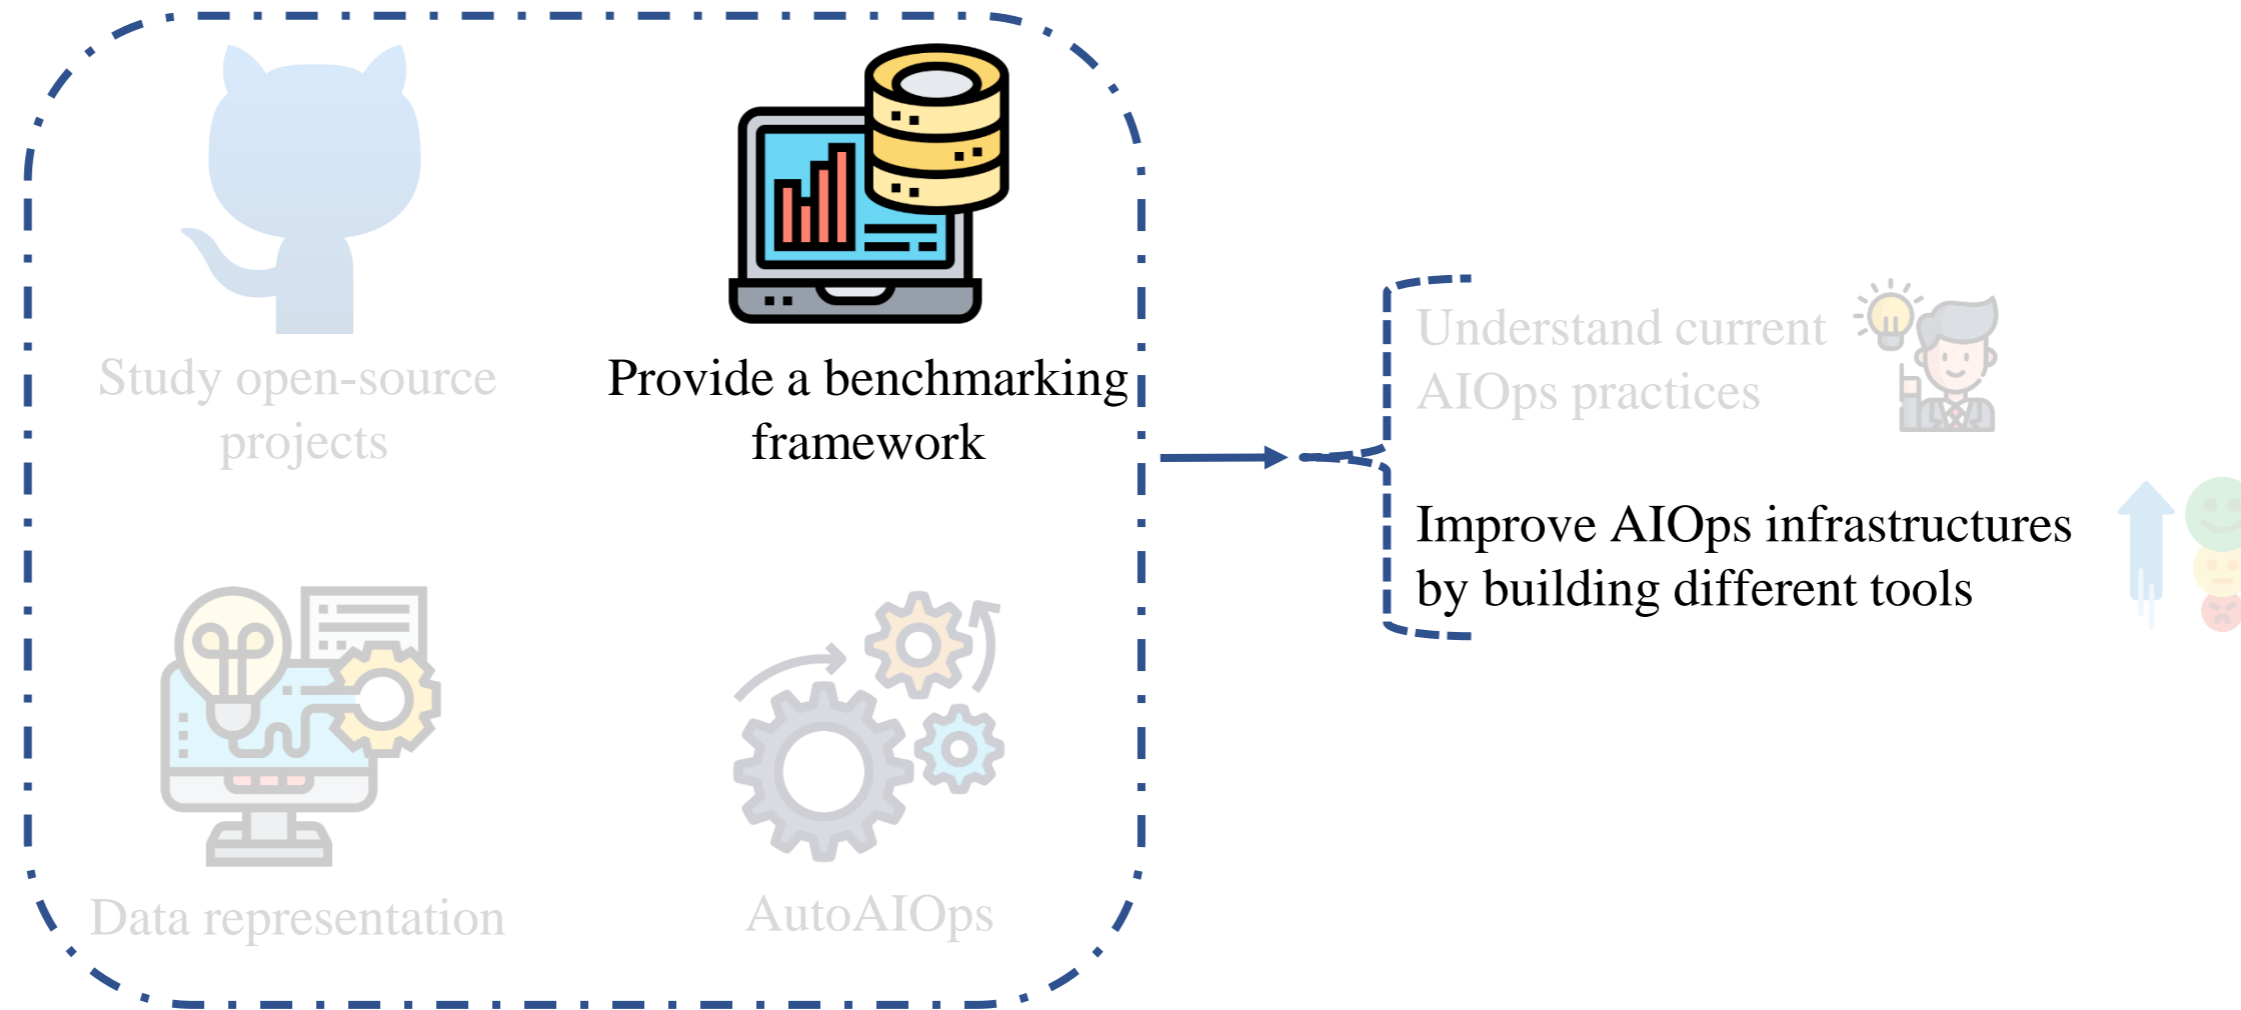 Study open-source
projects
Provide a benchmarking
framework
Data representation
AutoAIOps
Understand current
AIOps practices
Improve AIOps infrastructures
by building different tools